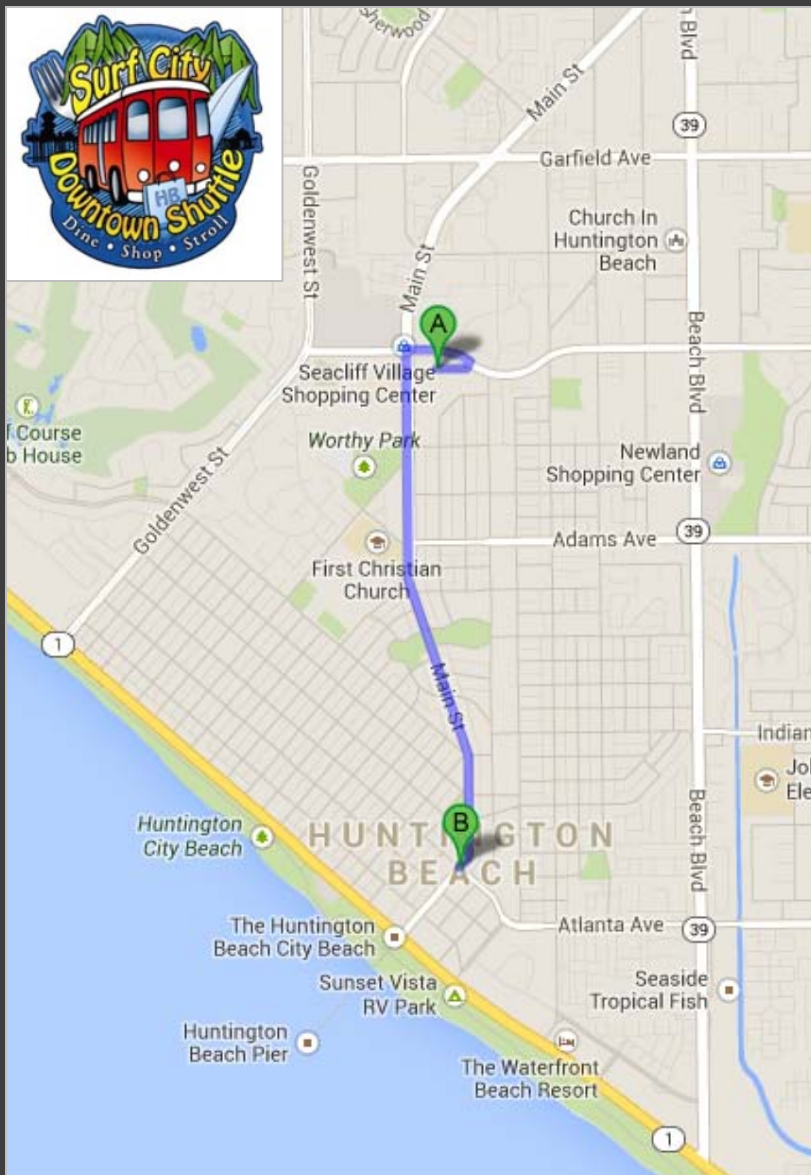 Surf City
Downtown Shuttle
HB
Dine • Shop • Stroll
Sherwood
Main St
Blvd
39
Garfield Ave
Goldenwest St
Church In
Huntington
Beach
Main St
A
Beach Blvd
Seacliff Village
Shopping Center
f Course
b House
Worthy Park
Newland
Shopping Center
Goldenwest St
39
Adams Ave
First Christian
Church
1
Main St
Indian
Jo
Ele
Beach Blvd
B
Huntington
City Beach
HUNTINGTON
BEACH
The Huntington
Beach City Beach
Atlanta Ave
39
Sunset Vista
RV Park
Seaside
Tropical Fish
Huntington
Beach Pier
The Waterfront
Beach Resort
1